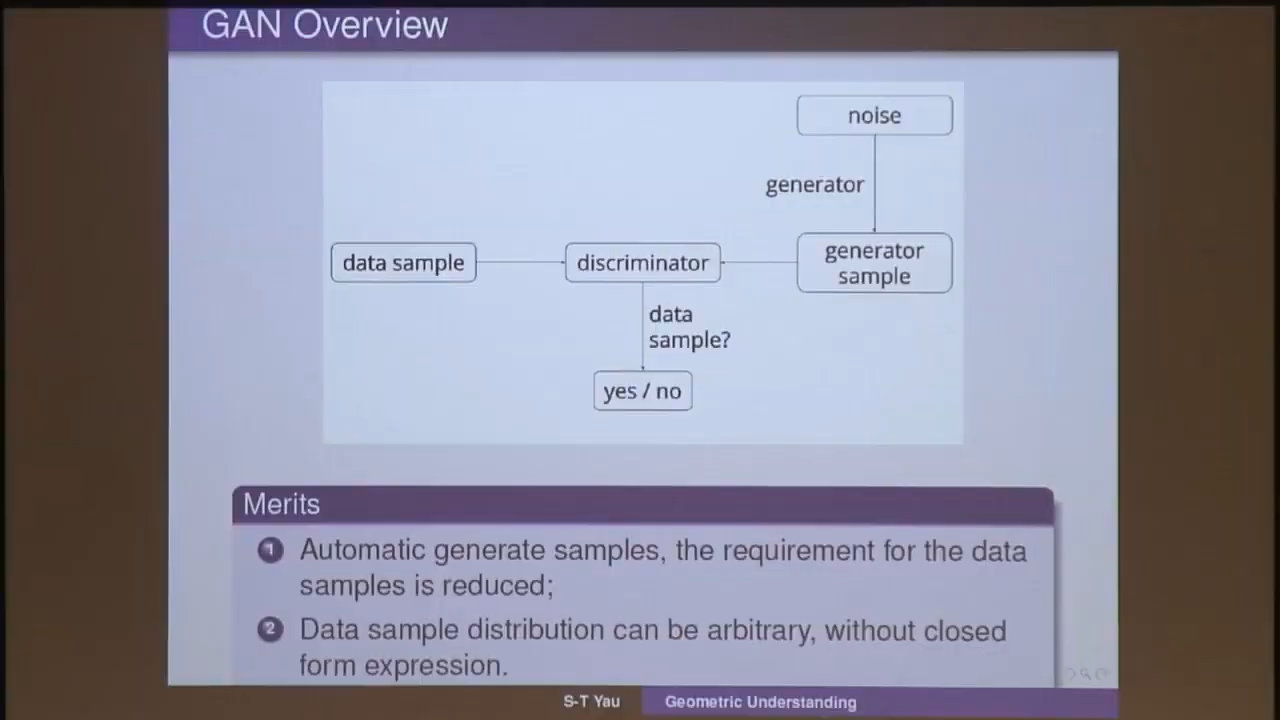 GAN Overview
noise
generator
generator
sample
data sample
discriminator
data
sample?
yes / no
Merits
1 Automatic generate samples, the requirement for the data
samples is reduced;
2 Data sample distribution can be arbitrary, without closed
form expression.
S-T Yau Geometric Understanding